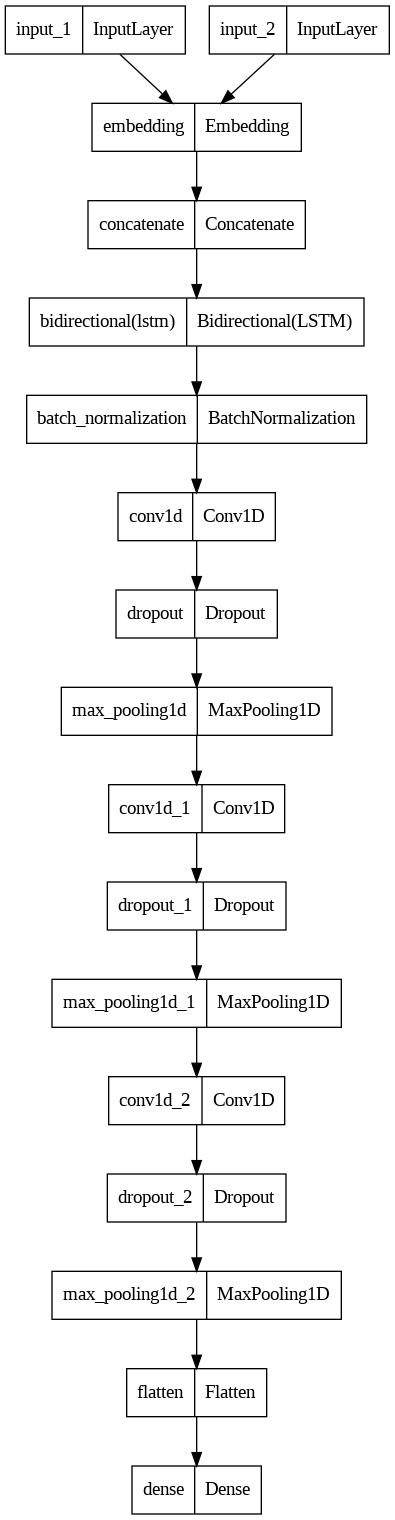 input_1 InputLayer input_2 InputLayer
embedding Embedding
concatenate Concatenate
bidirectional(lstm) Bidirectional(LSTM)
batch_normalization BatchNormalization
conv1d Conv1D
dropout Dropout
max_pooling1d MaxPooling1D
conv1d_1 Conv1D
dropout_1 Dropout
max_pooling1d_1 MaxPooling1D
conv1d_2 Conv1D
dropout_2 Dropout
max_pooling1d_2 MaxPooling1D
flatten Flatten
dense Dense